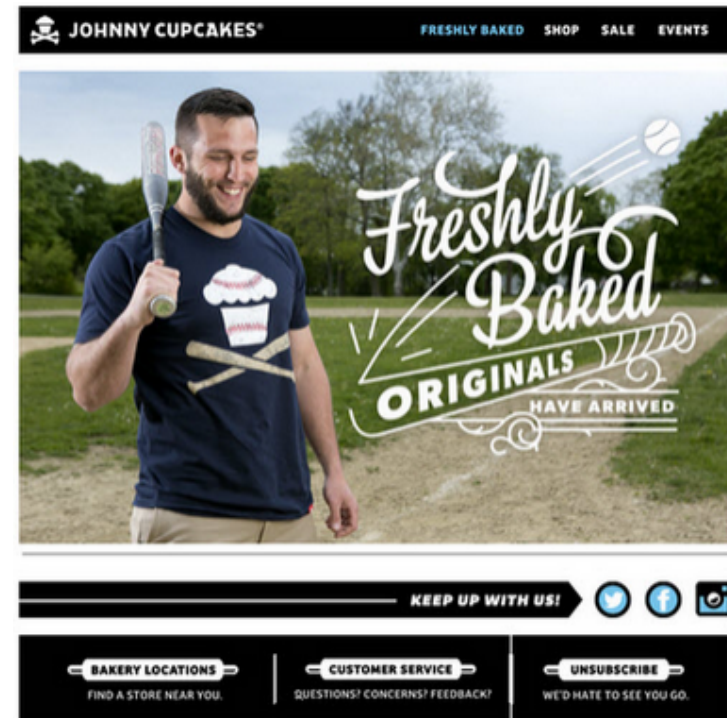 JOHNNY CUPCAKES®
FRESHLY BAKED SHOP SALE EVENTS
Freshly
Baked
ORIGINALS
HAVE ARRIVED
KEEP UP WITH US!
BAKERY LOCATIONS
FIND A STORE NEAR YOU.
CUSTOMER SERVICE
QUESTIONS? CONCERNS? FEEDBACK?
UNSUBSCRIBE
WE'D HATE TO SEE YOU GO.